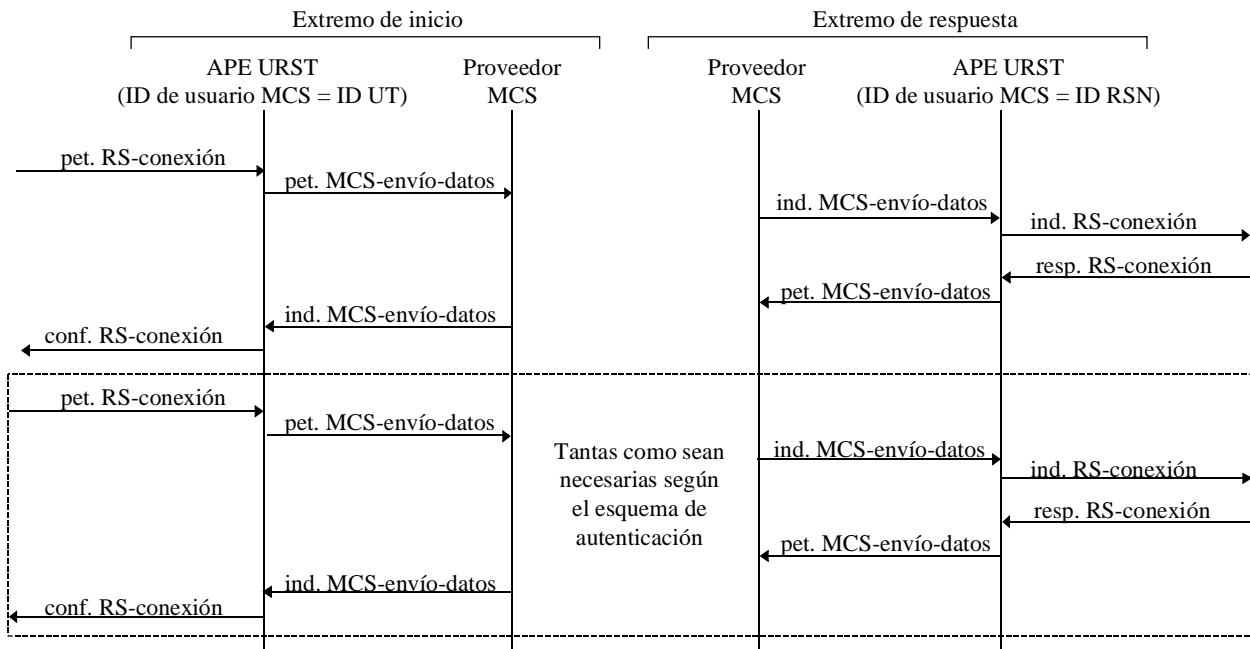 Extremo de inicio
Extremo de respuesta
APE URST
(ID de usuario MCS = ID UT)
Proveedor
MCS
Proveedor
MCS
APE URST
(ID de usuario MCS = ID RSN)
pet. RS-conexión
pet. MCS-envío-datos
ind. MCS-envío-datos
ind. RS-conexión
resp. RS-conexión
pet. MCS-envío-datos
ind. MCS-envío-datos
conf. RS-conexión
pet. RS-conexión
pet. MCS-envío-datos
Tantas como sean
necesarias según
el esquema de
autenticación
ind. MCS-envío-datos
ind. RS-conexión
resp. RS-conexión
pet. MCS-envío-datos
ind. MCS-envío-datos
conf. RS-conexión